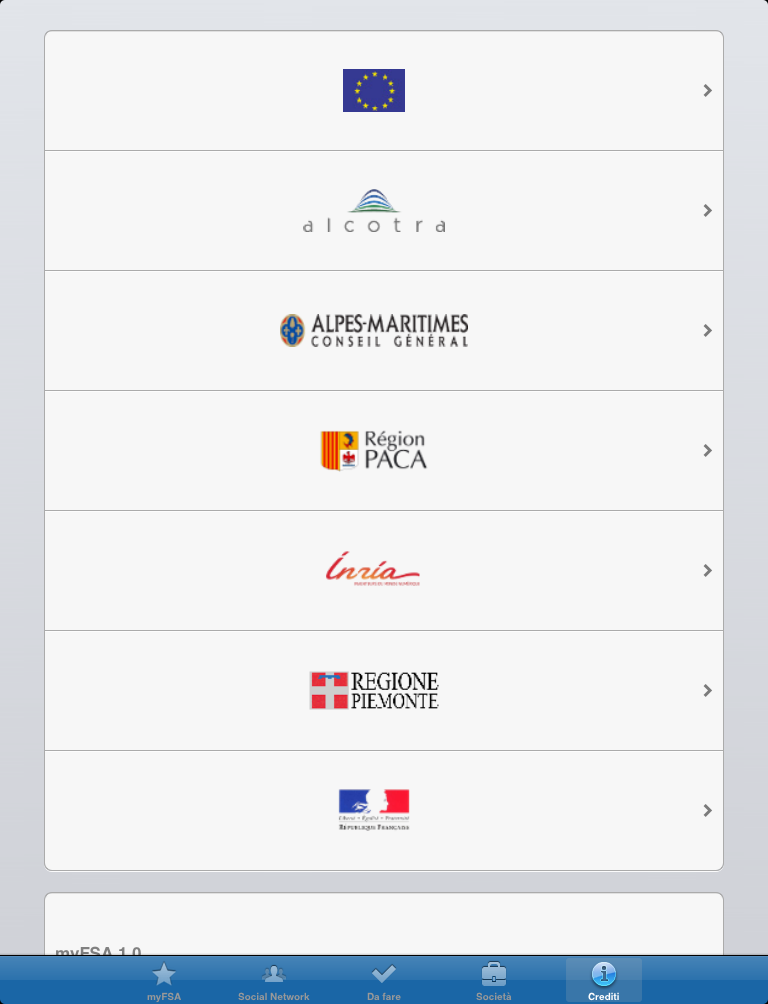 alcotra
ALPES-MARITIMES
CONSEIL GÉNÉRAL
Région
PACA
Inria
REGIONE
PIEMONTE
Liberté • Égalité • Fraternité
RÉPUBLIQUE FRANÇAISE
myFSA 1.0
myFSA
Social Network
Da fare
Società
Crediti